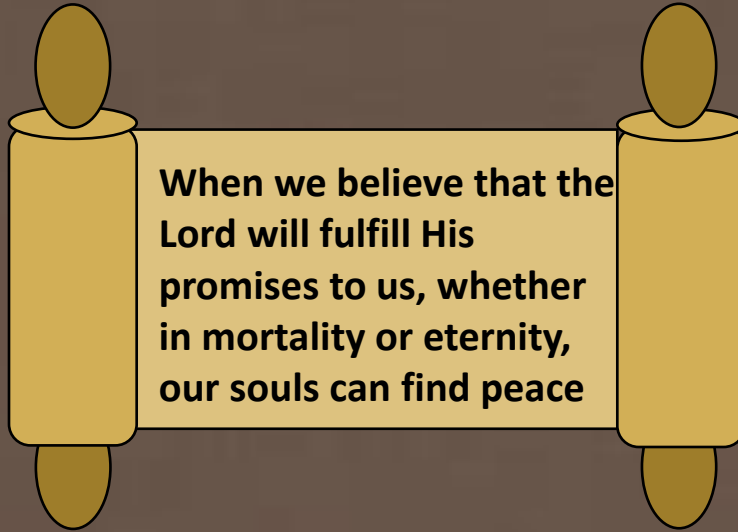 When we believe that the
Lord will fulfill His
promises to us, whether
in mortality or eternity,
our souls can find peace